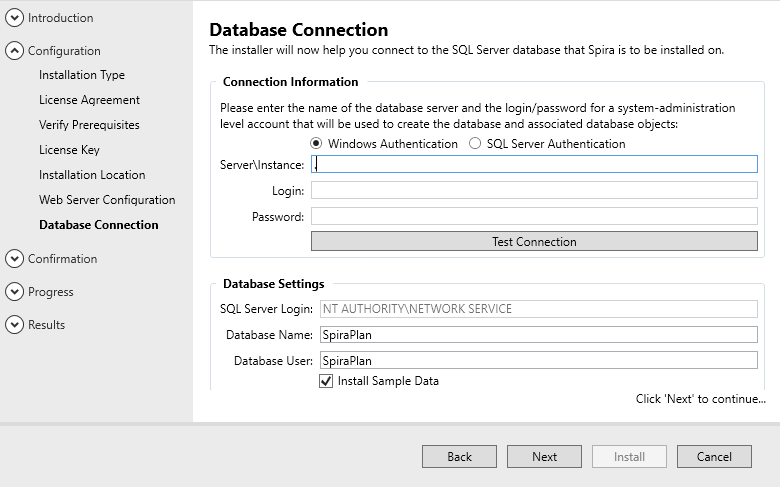 Introduction
Configuration
Installation Type
License Agreement
Verify Prerequisites
License Key
Installation Location
Web Server Configuration
Database Connection
Confirmation
Progress
Results
Database Connection
The installer will now help you connect to the SQL Server database that Spira is to be installed on.
Connection Information
Please enter the name of the database server and the login/password for a system-administration
level account that will be used to create the database and associated database objects:
Windows Authentication SQL Server Authentication
Server\Instance: .
Login:
Password:
Test Connection
Database Settings
SQL Server Login: NT AUTHORITY\NETWORK SERVICE
Database Name: SpiraPlan
Database User: SpiraPlan
Install Sample Data
Click 'Next' to continue...
Back Next Install Cancel